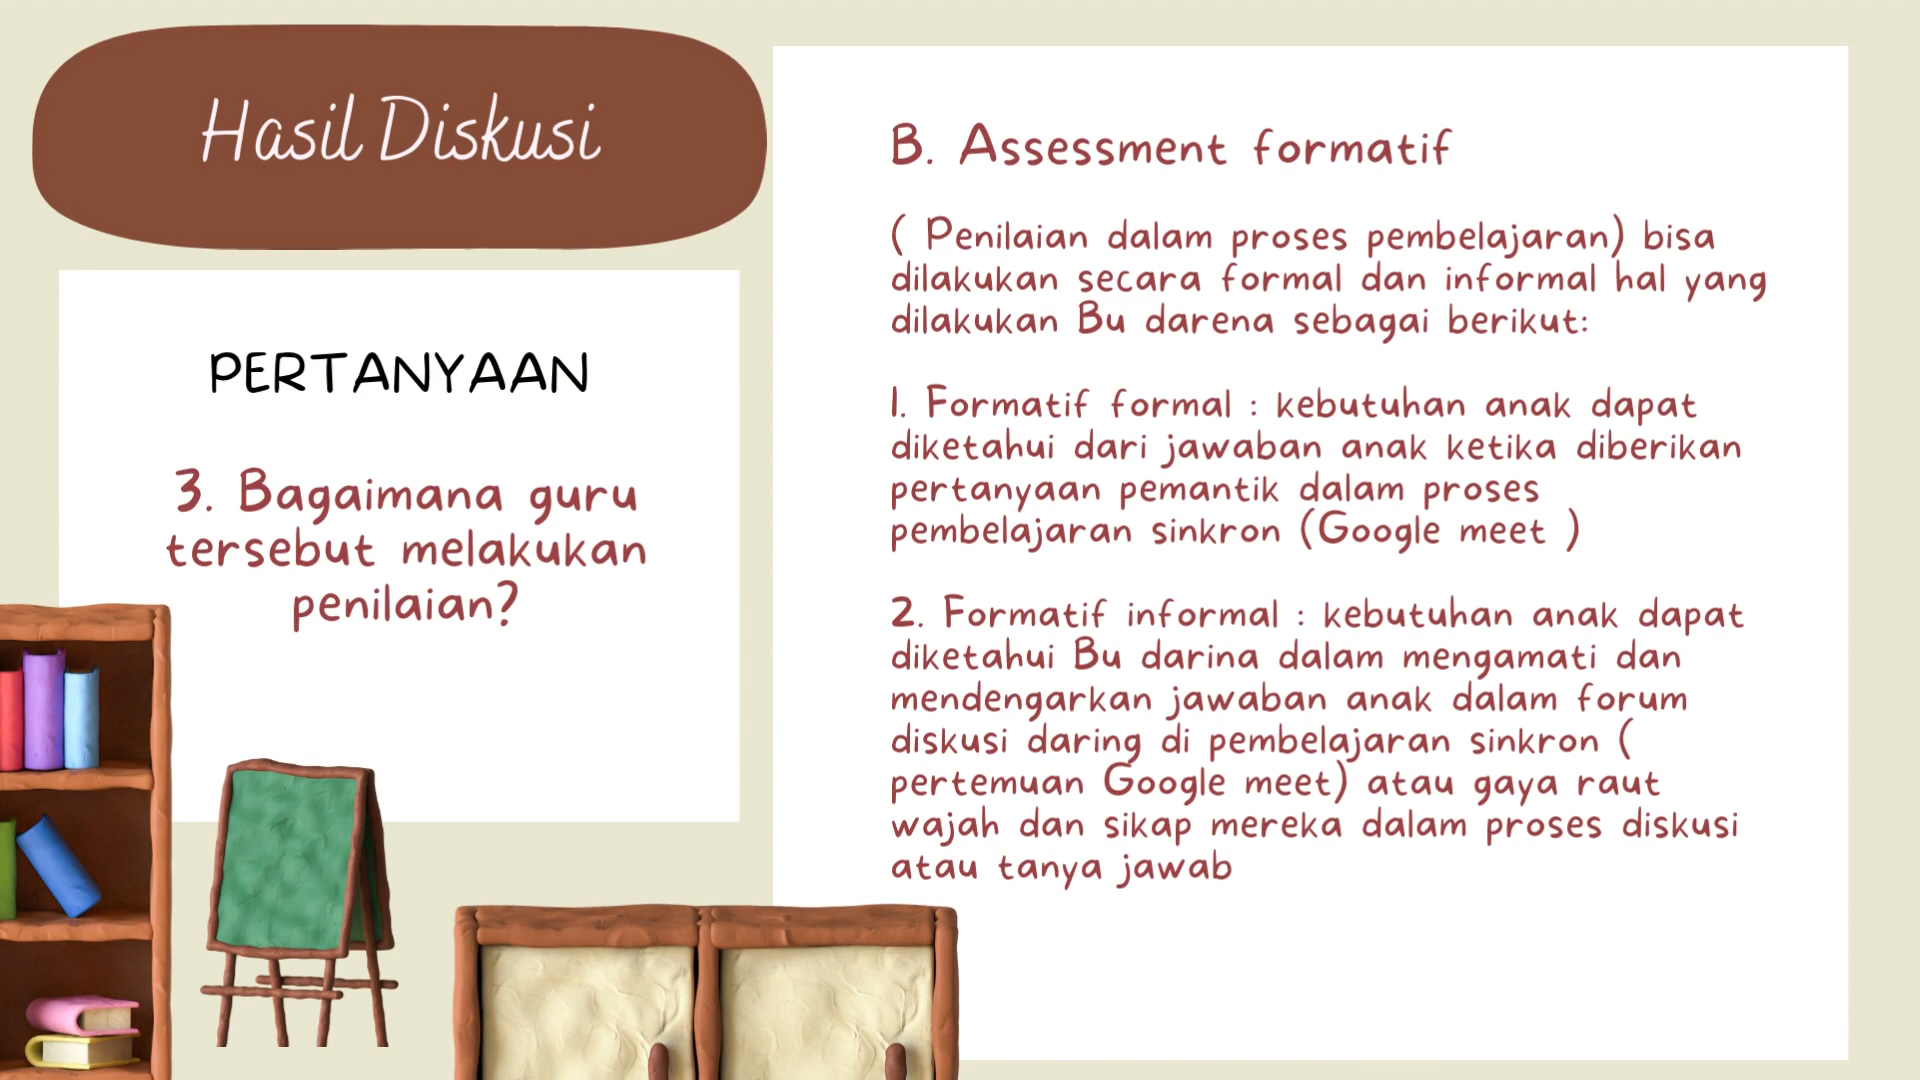 Hasil Diskusi
PERTANYAAN
3. Bagaimana guru
tersebut melakukan
penilaian?
B. Assessment formatif
( Penilaian dalam proses pembelajaran) bisa
dilakukan secara formal dan informal hal yang
dilakukan Bu darena sebagai berikut:
1. Formatif formal : kebutuhan anak dapat
diketahui dari jawaban anak ketika diberikan
pertanyaan pemantik dalam proses
pembelajaran sinkron (Google meet )
2. Formatif informal : kebutuhan anak dapat
diketahui Bu darina dalam mengamati dan
mendengarkan jawaban anak dalam forum
diskusi daring di pembelajaran sinkron (
pertemuan Google meet) atau gaya raut
wajah dan sikap mereka dalam proses diskusi
atau tanya jawab